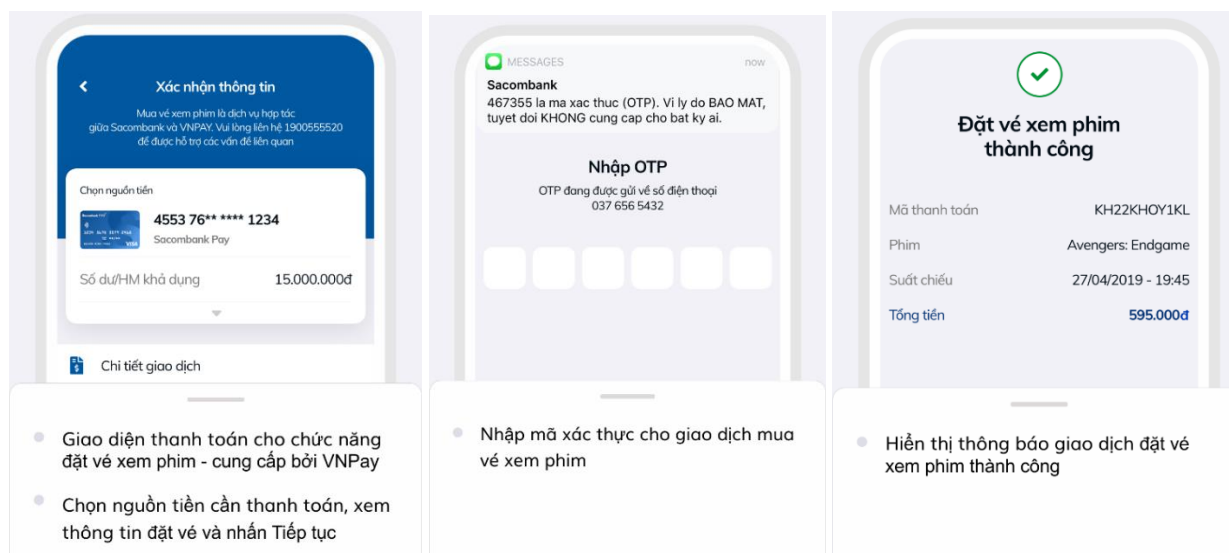 Xác nhận thông tin
Mua vé xem phim là dịch vụ hợp tác
giữa Sacombank và VNPAY. Vui lòng liên hệ 1900555520
để được hỗ trợ các vấn đề liên quan
Chọn nguồn tiền
4553 76** **** 1234
Sacombank Pay
Số dư/HM khả dụng 15.000.000đ
Chi tiết giao dịch
Giao diện thanh toán cho chức năng
đặt vé xem phim - cung cấp bởi VNPay
Chọn nguồn tiền cần thanh toán, xem
thông tin đặt vé và nhấn Tiếp tục
MESSAGES now
Sacombank
467355 la ma xac thuc (OTP). Vi ly do BAO MAT,
tuyet doi KHONG cung cap cho bat ky ai.
Nhập OTP
OTP đang được gửi về số điện thoại
037 656 5432
Nhập mã xác thực cho giao dịch mua
vé xem phim
Đặt vé xem phim
thành công
Mã thanh toán KH22KHOY1KL
Phim Avengers: Endgame
Suất chiếu 27/04/2019 - 19:45
Tổng tiền 595.000đ
Hiển thị thông báo giao dịch đặt vé
xem phim thành công